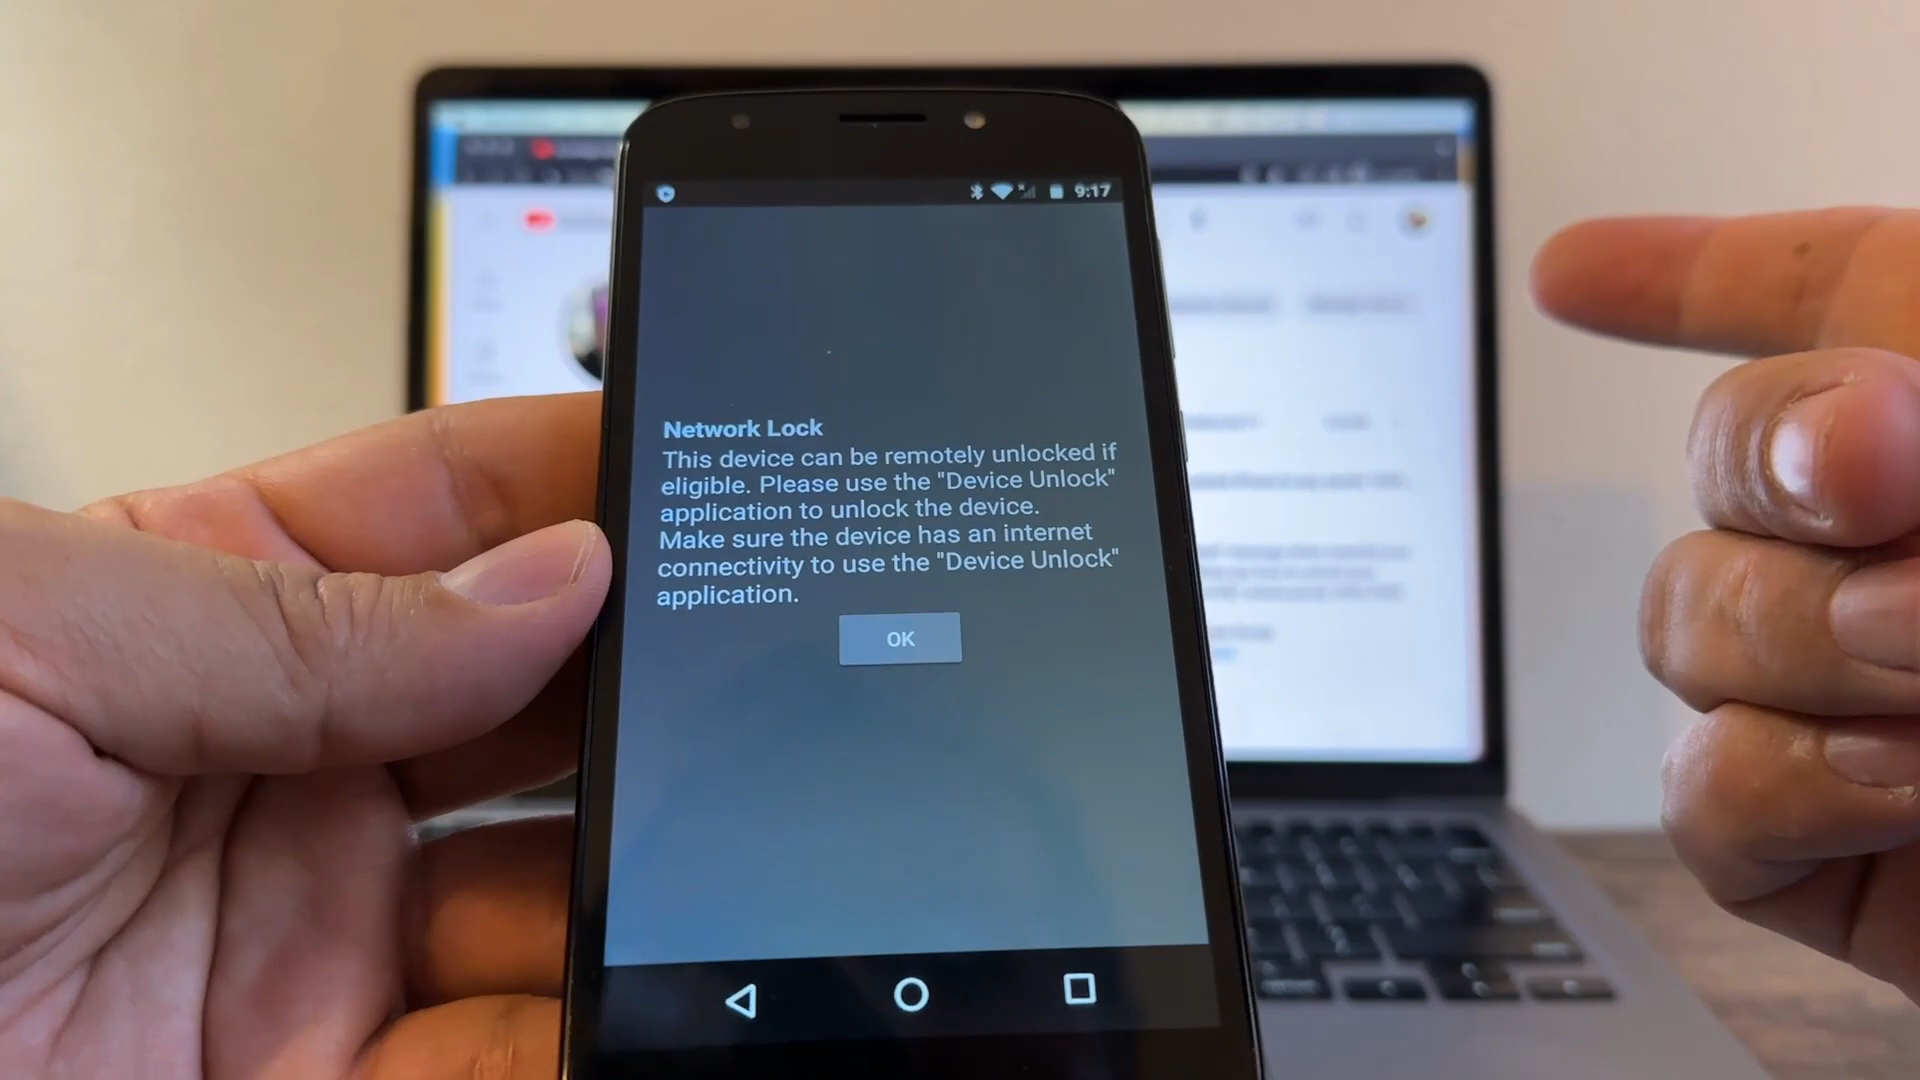 9:17
Network Lock
This device can be remotely unlocked if
eligible. Please use the "Device Unlock"
application to unlock the device.
Make sure the device has an internet
connectivity to use the "Device Unlock"
application.
OK